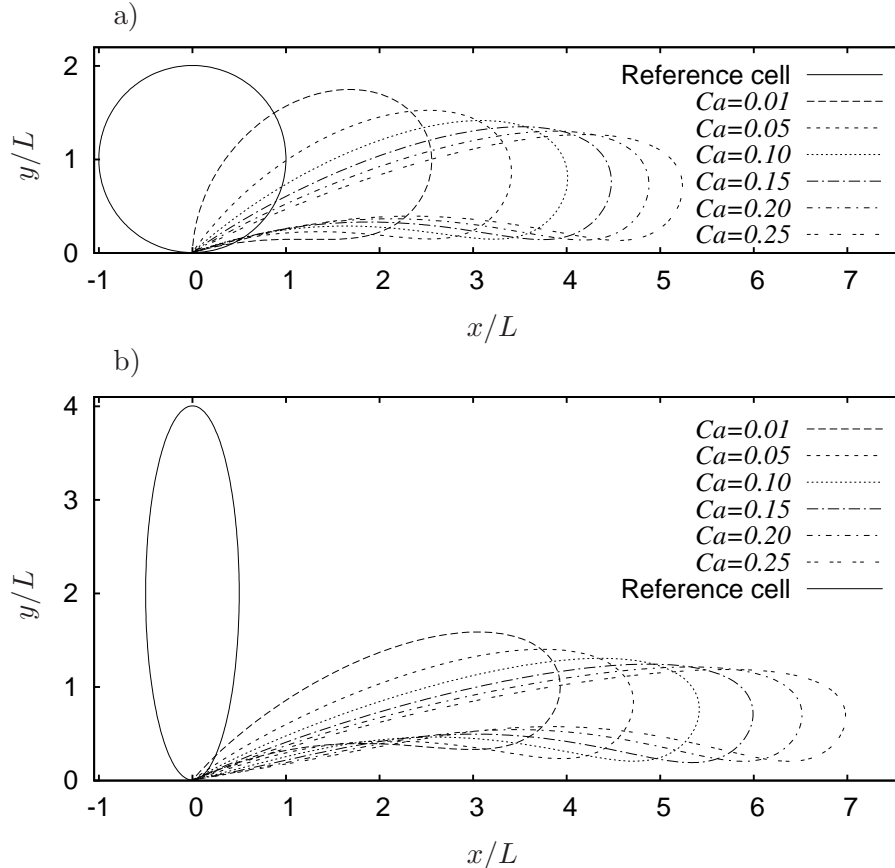 a)
2
1
0
y/L
Reference cell
Ca=0.01
Ca=0.05
Ca=0.10
Ca=0.15
Ca=0.20
Ca=0.25
-1 0 1 2 3 4 5 6 7
x/L
b)
4
3
2
1
0
y/L
Ca=0.01
Ca=0.05
Ca=0.10
Ca=0.15
Ca=0.20
Ca=0.25
Reference cell
-1 0 1 2 3 4 5 6 7
x/L